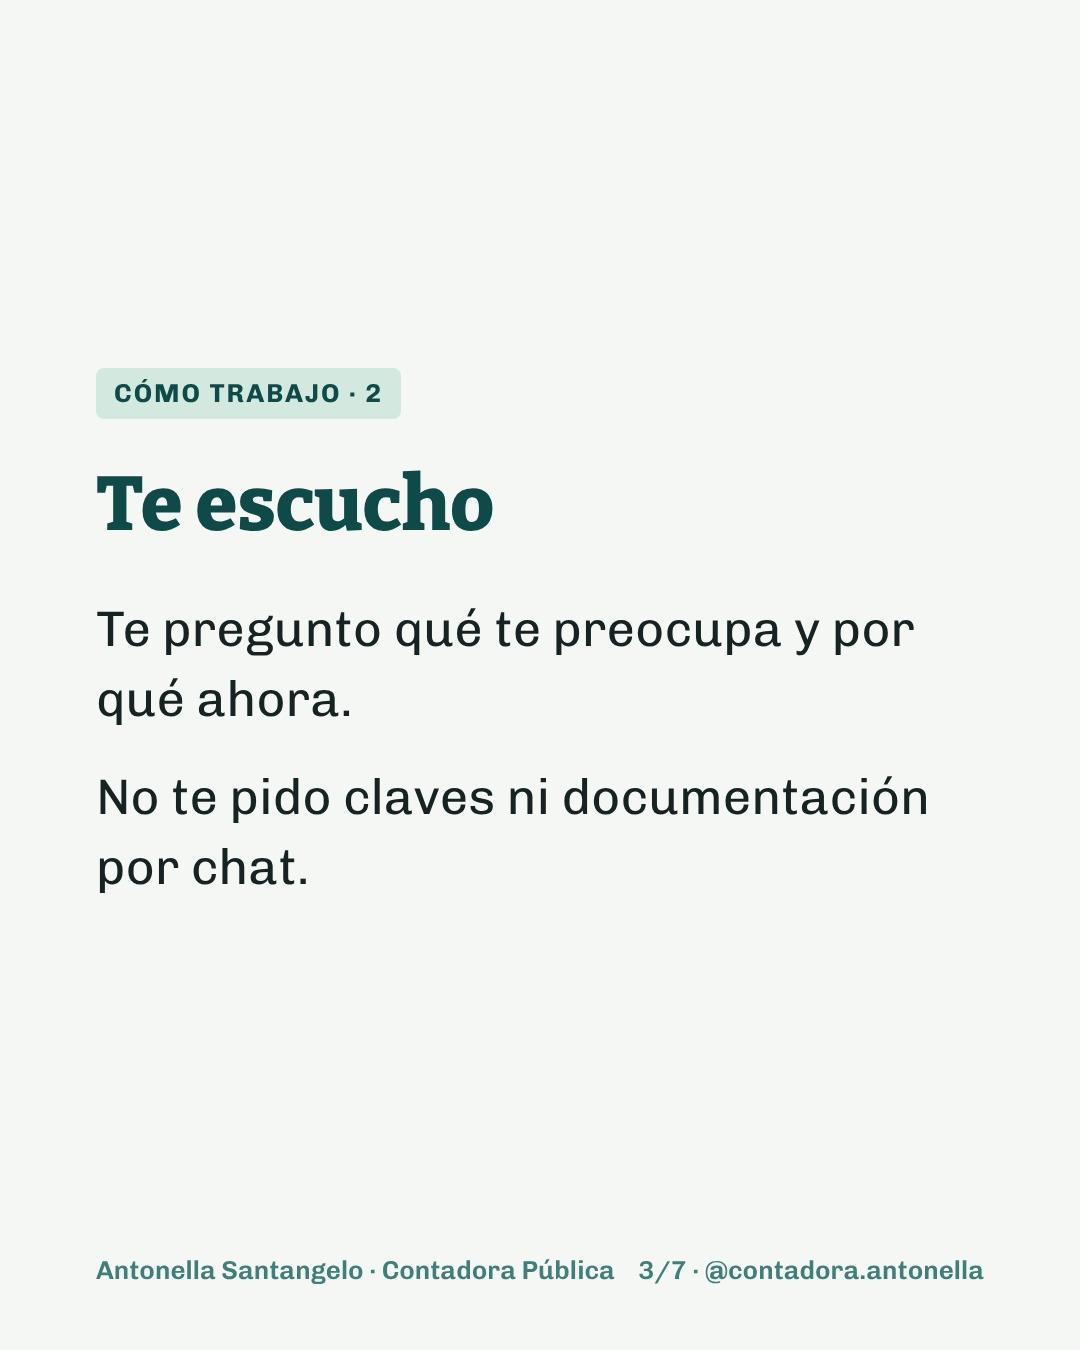 CÓMO TRABAJO · 2
Te escucho
Te pregunto qué te preocupa y por
qué ahora.
No te pido claves ni documentación
por chat.
Antonella Santangelo · Contadora Pública 3/7 · @contadora.antonella